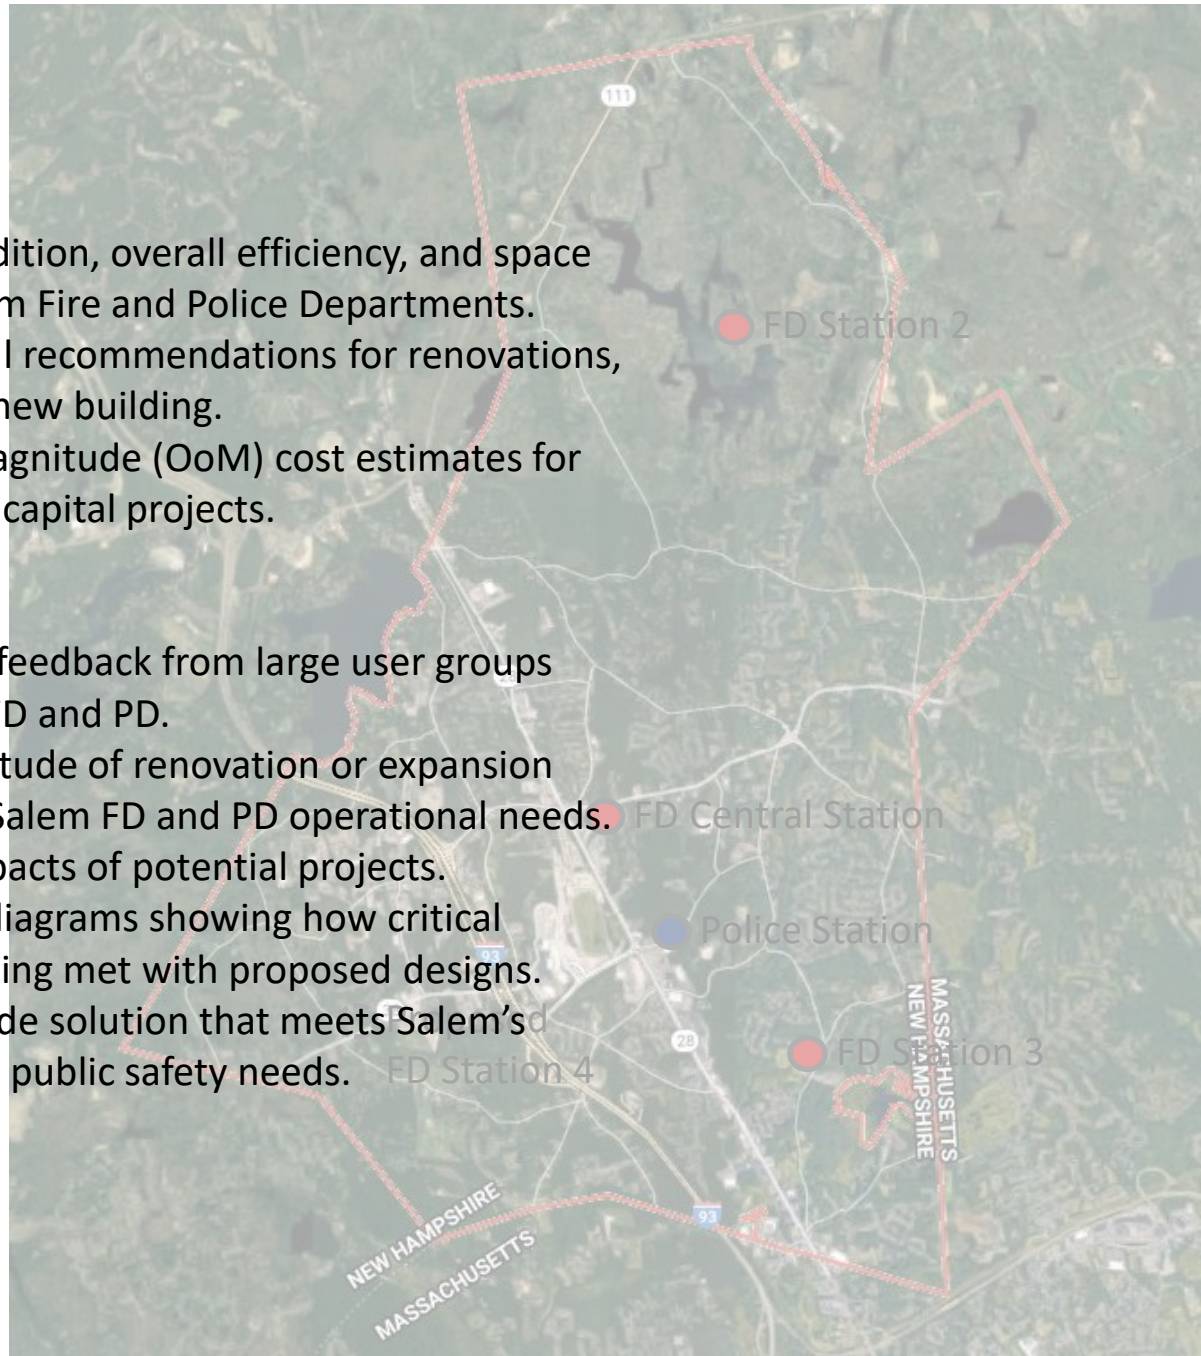 111
dition, overall efficiency, and space
m Fire and Police Departments.
l recommendations for renovations,
new building.
agnitude (OoM) cost estimates for
capital projects.
FD Station 2
feedback from large user groups
D and PD.
tude of renovation or expansion
Salem FD and PD operational needs.
pacts of potential projects.
diagrams showing how critical
ing met with proposed designs.
de solution that meets Salem's
public safety needs.
FD Central Station
Police Station
93
FD Station 4
28
FD Station 3
MASSACHUSETTS
NEW HAMPSHIRE
93
NEW HAMPSHIRE
MASSACHUSETTS